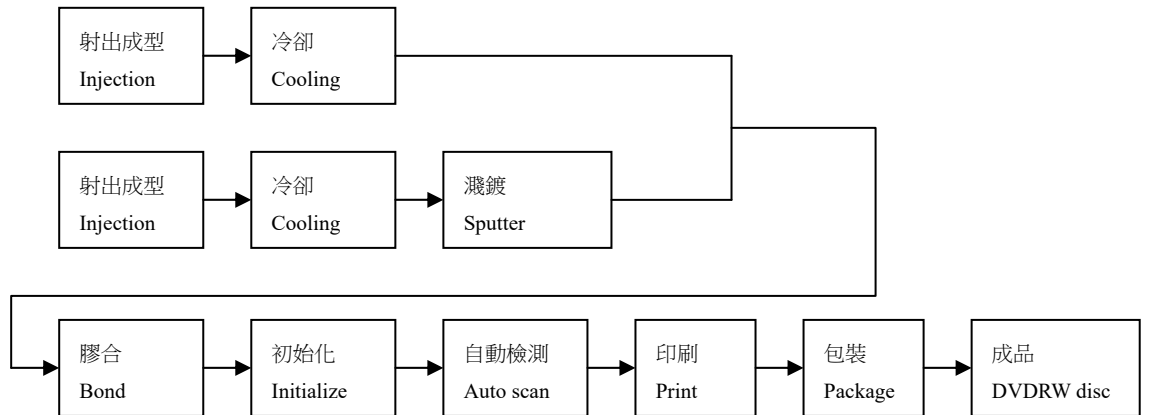 射出成型
Injection
冷卻
Cooling
射出成型
Injection
冷卻
Cooling
濺鍍
Sputter
膠合
Bond
初始化
Initialize
自動檢測
Auto scan
印刷
Print
包裝
Package
成品
DVDRW disc